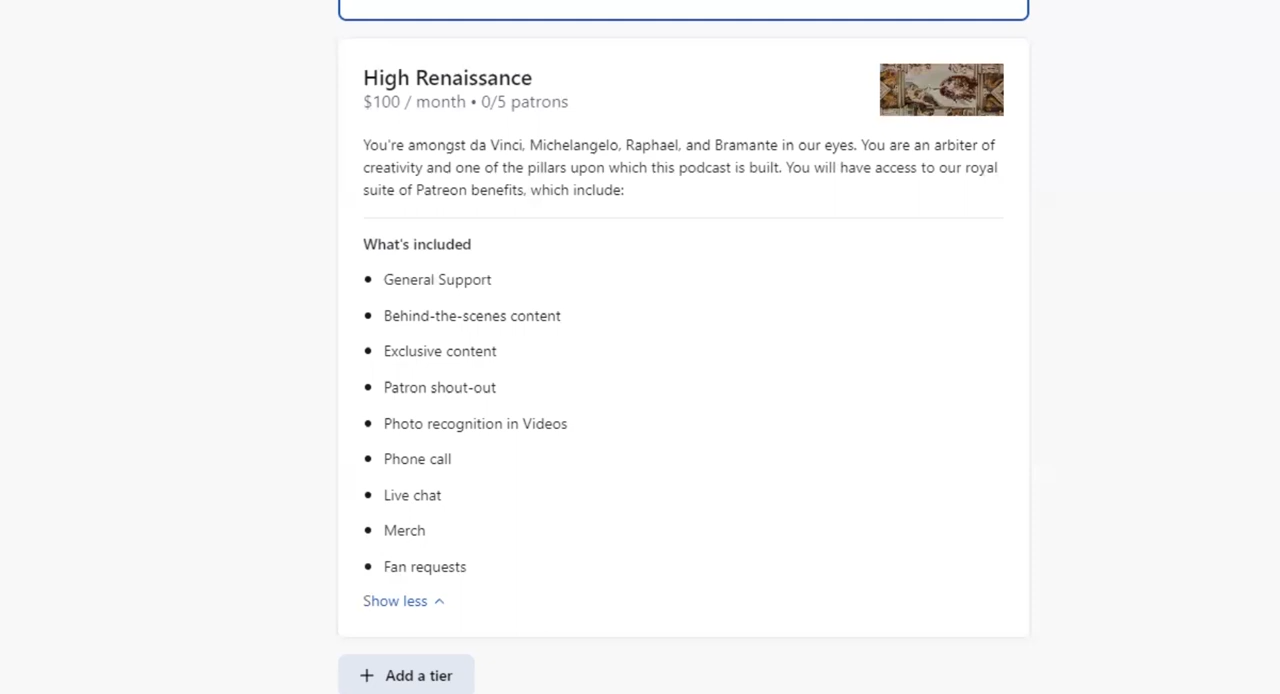 High Renaissance
$100 / month • 0/5 patrons
You're amongst da Vinci, Michelangelo, Raphael, and Bramante in our eyes. You are an arbiter of
creativity and one of the pillars upon which this podcast is built. You will have access to our royal
suite of Patreon benefits, which include:
What's included
• General Support
• Behind-the-scenes content
• Exclusive content
• Patron shout-out
• Photo recognition in Videos
• Phone call
• Live chat
• Merch
• Fan requests
Show less
+ Add a tier